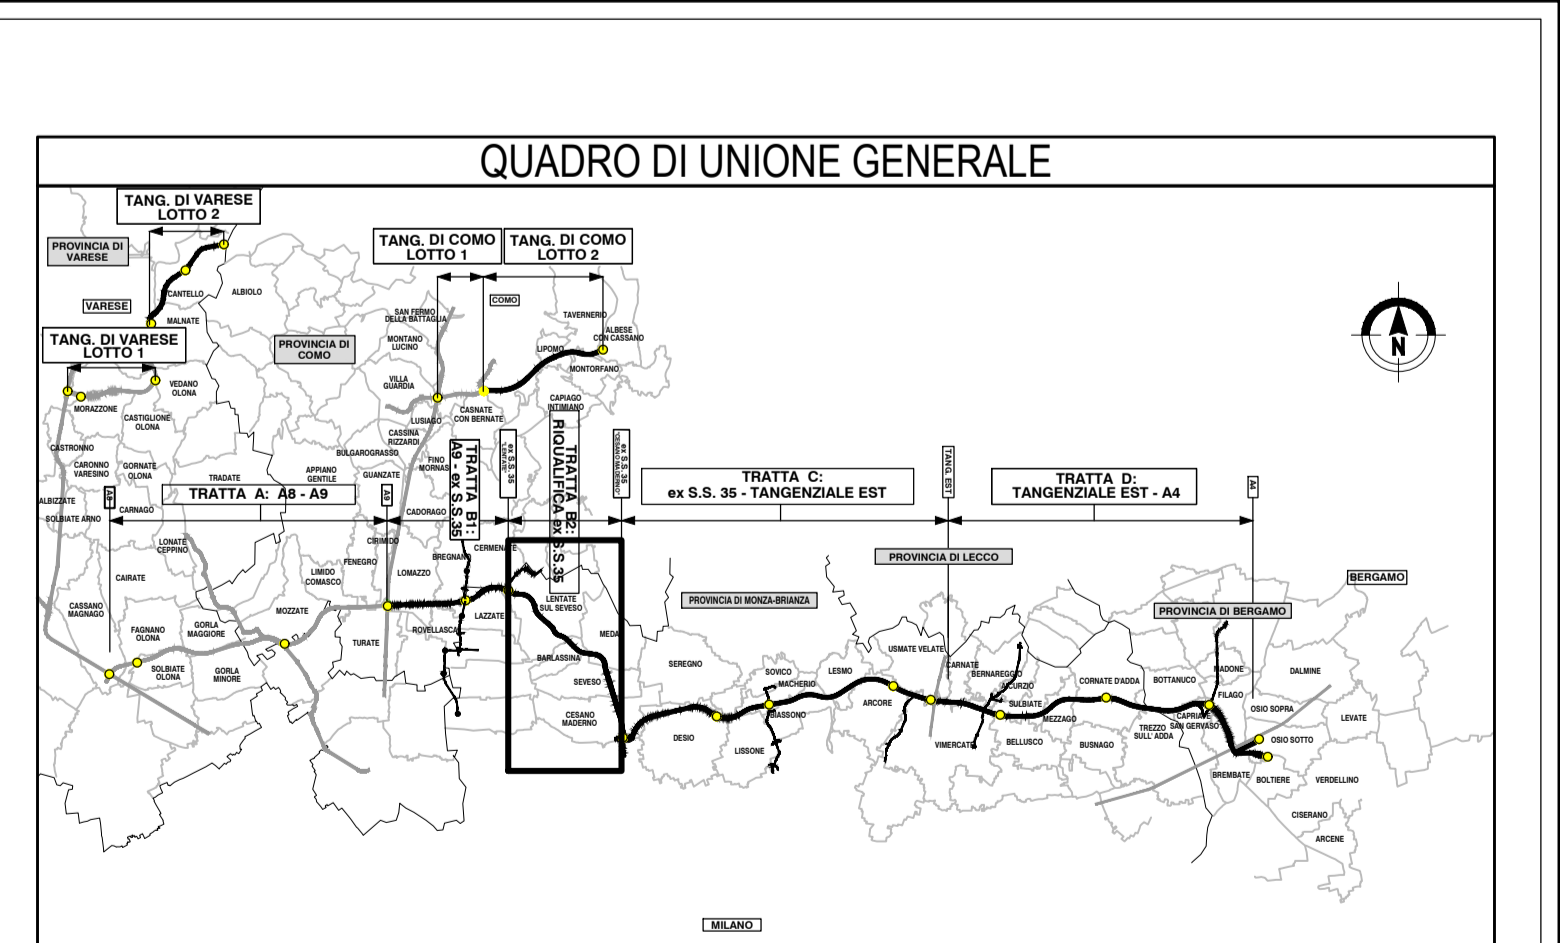 QUADRO DI UNIONE GENERALE
TANG. DI VARESE
LOTTO 2
PROVINCIA DI
VARESE
CANTELLO
ALBIOLO
VARESE
MALNATE
TANG. DI VARESE
LOTTO 1
VEDANO
OLONA
MORAZZONE
CASTIGLIONE
OLONA
PROVINCIA DI
COMO
TANG. DI COMO
LOTTO 1
TANG. DI COMO
LOTTO 2
COMO
SAN FERMO
DELLA BATTAGLIA
MONTANO
LUCINO
VILLA
GUARDIA
TAVERNERIO
ALBESE
CON CASSANO
LIPOMO
MONTORFANO
CAPIAGO
INTIMIANO
CASNATE
CON BERNATE
LUSIAGO
CASSINA
RIZZARDI
BULGAROGRASSO
FINO
MORNAS
GUANZATE
APPIANO
GENTILE
CASTRONNO
CARONNO
VARESINO
GORNATE
OLONA
TRADATE
ALBIZZATE
SOLBIATE ARNO
CARNAGO
A8
TRATTA A: A8 - A9
A9
CADORAGO
TRATTA B1:
A9 - ex S.S.35
ex S.S. 35
"LENTATE"
TRATTA B2:
RIQUALIFICA ex S.S.35
ex S.S. 35
"CESANO MADERNO"
TRATTA C:
ex S.S. 35 - TANGENZIALE EST
TANG. EST
TRATTA D:
TANGENZIALE EST - A4
A4
LONATE
CEPPINO
CIRIMIDO
FENEGRO
BREGNANO
CERMENATE
LOMAZZO
LIMIDO
COMASCO
CAIRATE
MOZZATE
CASSANO
MAGNAGO
FAGNANO
OLONA
GORLA
MAGGIORE
SOLBIATE
OLONA
GORLA
MINORE
TURATE
ROVELLASCA
LAZZATE
LENTATE
SUL SEVESO
MEDA
BARLASSINA
SEVESO
CESANO
MADERNO
PROVINCIA DI MONZA-BRIANZA
PROVINCIA DI LECCO
BERGAMO
PROVINCIA DI BERGAMO
SEREGNO
DESIO
LISSONE
SOVICO
MACHERIO
BIASSONO
LESMO
ARCORE
USMATE VELATE
CARNATE
BERNAREGGIO
AICURZIO
SULBIATE
MEZZAGO
VIMERCATE
BELLUSCO
BUSNAGO
CORNATE D'ADDA
BOTTANUCO
MADONE
FILAGO
TREZZO
SULL' ADDA
CAPRIATE
SAN GERVASO
DALMINE
OSIO SOPRA
LEVATE
OSIO SOTTO
BREMBATE
BOLTIERE
VERDELLINO
CISERANO
ARCENE
N
MILANO